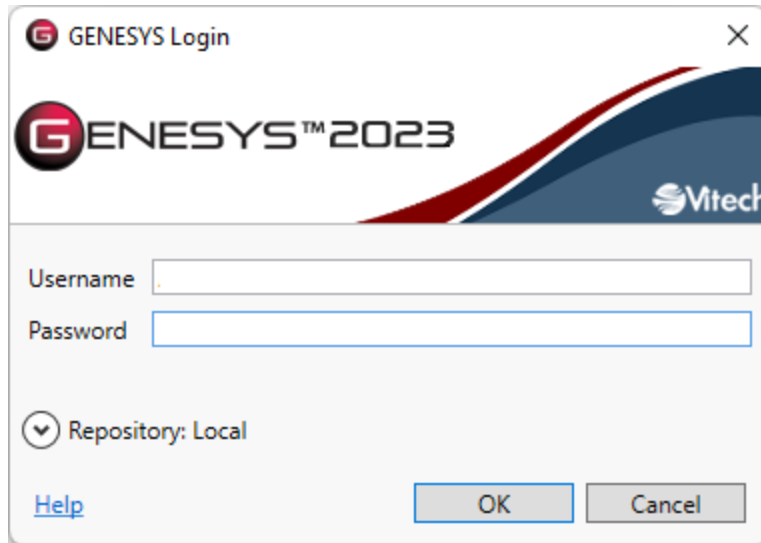 GENESYS Login
GENESYS™2023
Vitech
Username
Password
Repository: Local
Help
OK
Cancel